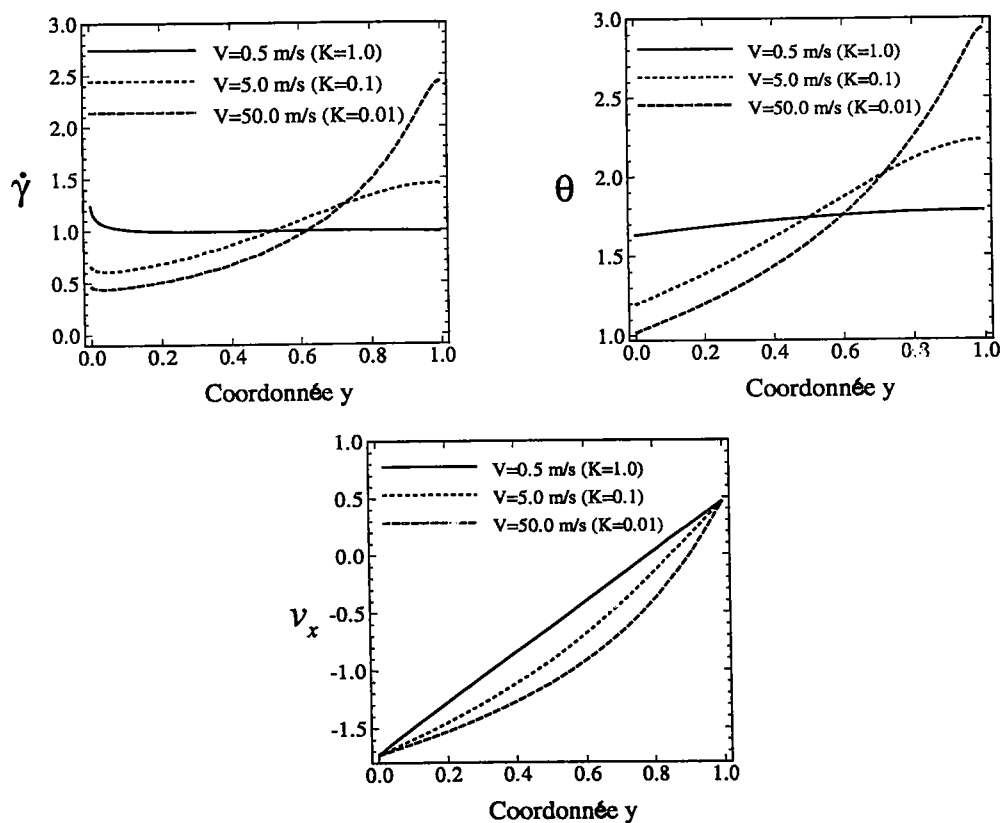 3.0
2.5
2.0
1.5
1.0
0.5
0.0
γ̇
V=0.5 m/s (K=1.0)
V=5.0 m/s (K=0.1)
V=50.0 m/s (K=0.01)
0.0 0.2 0.4 0.6 0.8 1.0
Coordonnée y
3.0
2.5
2.0
1.5
1.0
θ
V=0.5 m/s (K=1.0)
V=5.0 m/s (K=0.1)
V=50.0 m/s (K=0.01)
0.0 0.2 0.4 0.6 0.8 1.0
Coordonnée y
1.0
0.5
0.0
-0.5
-1.0
-1.5
vₓ
V=0.5 m/s (K=1.0)
V=5.0 m/s (K=0.1)
V=50.0 m/s (K=0.01)
0.0 0.2 0.4 0.6 0.8 1.0
Coordonnée y